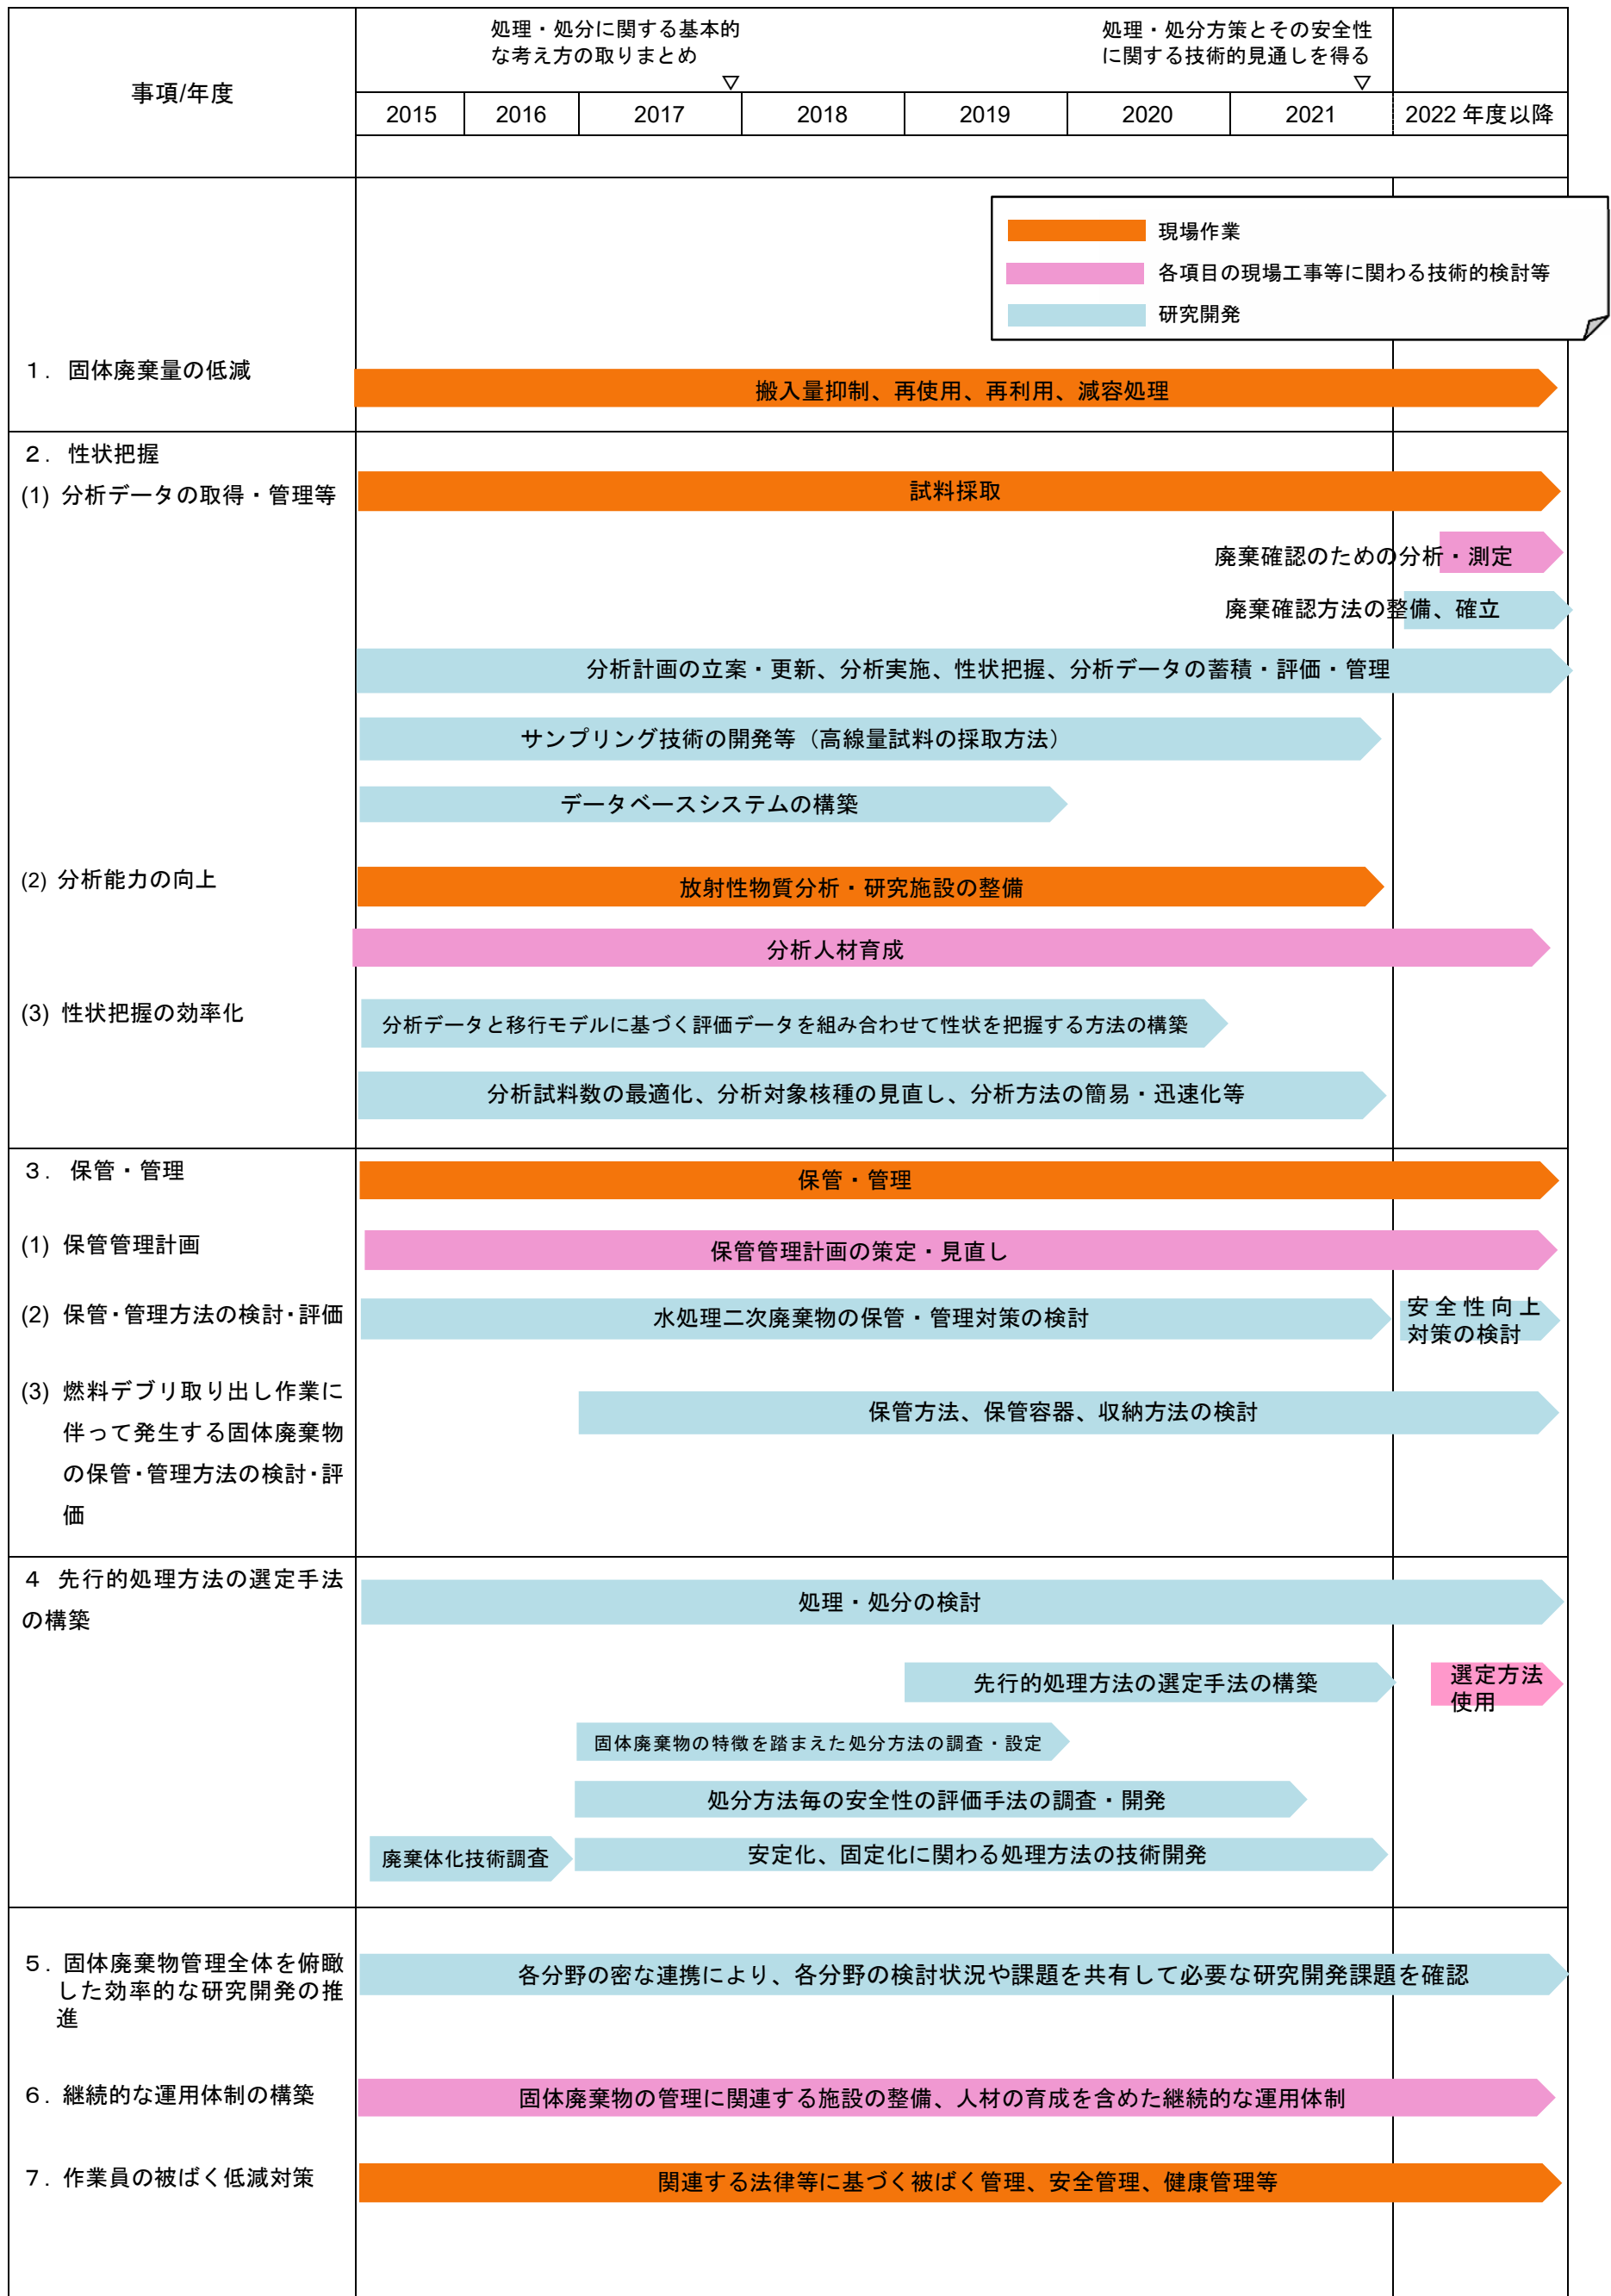 処理・処分に関する基本的
な考え方の取りまとめ
▽
処理・処分方策とその安全性
に関する技術的見通しを得る
▽
事項/年度
2015 2016 2017 2018 2019 2020 2021 2022 年度以降
現場作業
各項目の現場工事等に関わる技術的検討等
研究開発
1. 固体廃棄量の低減
搬入量抑制、再使用、再利用、減容処理
2. 性状把握
(1) 分析データの取得・管理等
試料採取
廃棄確認のための分析・測定
廃棄確認方法の整備、確立
分析計画の立案・更新、分析実施、性状把握、分析データの蓄積・評価・管理
サンプリング技術の開発等（高線量試料の採取方法）
データベースシステムの構築
(2) 分析能力の向上
放射性物質分析・研究施設の整備
分析人材育成
(3) 性状把握の効率化
分析データと移行モデルに基づく評価データを組み合わせて性状を把握する方法の構築
分析試料数の最適化、分析対象核種の見直し、分析方法の簡易・迅速化等
3. 保管・管理
保管・管理
(1) 保管管理計画
保管管理計画の策定・見直し
(2) 保管・管理方法の検討・評価
水処理二次廃棄物の保管・管理対策の検討
安全性向上
対策の検討
(3) 燃料デブリ取り出し作業に
伴って発生する固体廃棄物
の保管・管理方法の検討・評
価
保管方法、保管容器、収納方法の検討
4 先行的処理方法の選定手法
の構築
処理・処分の検討
先行的処理方法の選定手法の構築
選定方法
使用
固体廃棄物の特徴を踏まえた処分方法の調査・設定
処分方法毎の安全性の評価手法の調査・開発
廃棄体化技術調査
安定化、固定化に関わる処理方法の技術開発
5. 固体廃棄物管理全体を俯瞰
した効率的な研究開発の推
進
各分野の密な連携により、各分野の検討状況や課題を共有して必要な研究開発課題を確認
6. 継続的な運用体制の構築
固体廃棄物の管理に関連する施設の整備、人材の育成を含めた継続的な運用体制
7. 作業員の被ばく低減対策
関連する法律等に基づく被ばく管理、安全管理、健康管理等